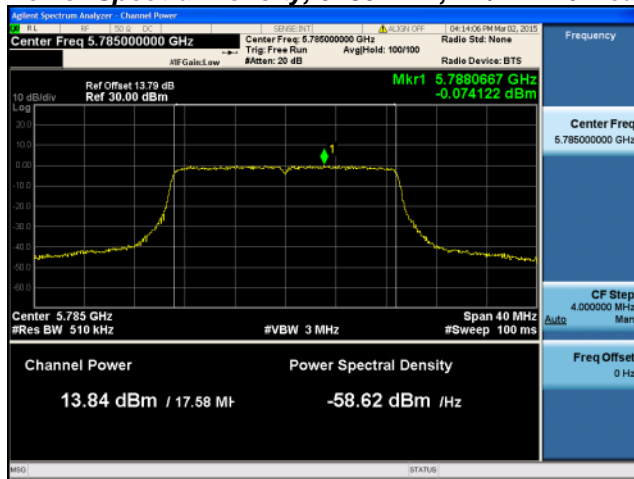 Agilent Spectrum Analyzer - Channel Power
RL RF 50 Ω DC SENSE:INT ALIGN OFF 04:14:06 PM Mar 02, 2015
Center Freq 5.785000000 GHz
#IFGain:Low
Center Freq: 5.785000000 GHz
Trig: Free Run Avg|Hold: 100/100
#Atten: 20 dB
Radio Std: None
Radio Device: BTS
Frequency
Ref Offset 13.79 dB
10 dB/div Ref 30.00 dBm
Mkr1 5.7880667 GHz
-0.074122 dBm
Log
20.0
10.0
0.00
-10.0
-20.0
-30.0
-40.0
-50.0
-60.0
1
Center 5.785 GHz Span 40 MHz
#Res BW 510 kHz #VBW 3 MHz #Sweep 100 ms
Center Freq
5.785000000 GHz
CF Step
4.000000 MHz
Auto Man
Freq Offset
0 Hz
Channel Power Power Spectral Density
13.84 dBm / 17.58 MH -58.62 dBm /Hz
MSG STATUS